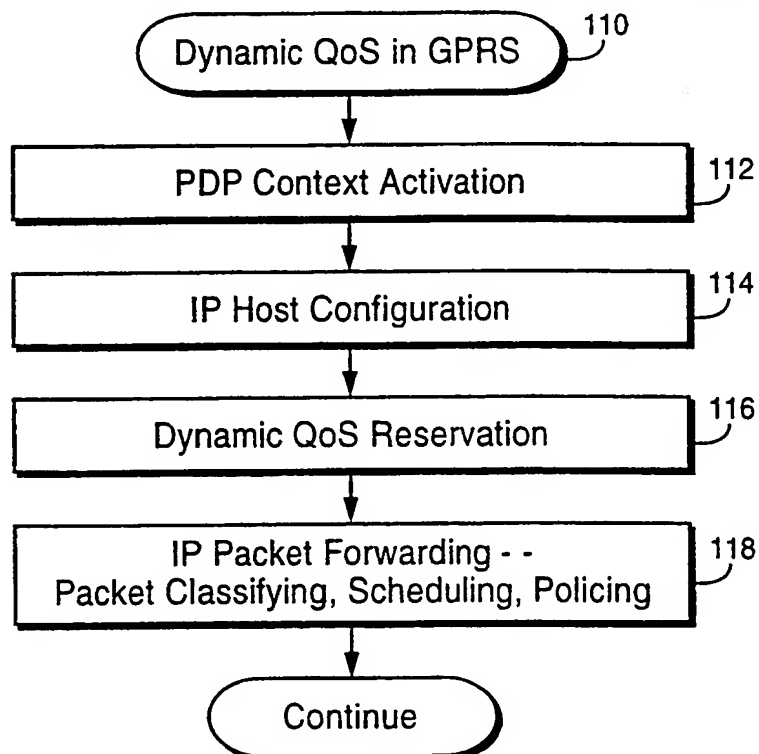 Dynamic QoS in GPRS
110
PDP Context Activation
112
IP Host Configuration
114
Dynamic QoS Reservation
116
IP Packet Forwarding - -
Packet Classifying, Scheduling, Policing
118
Continue